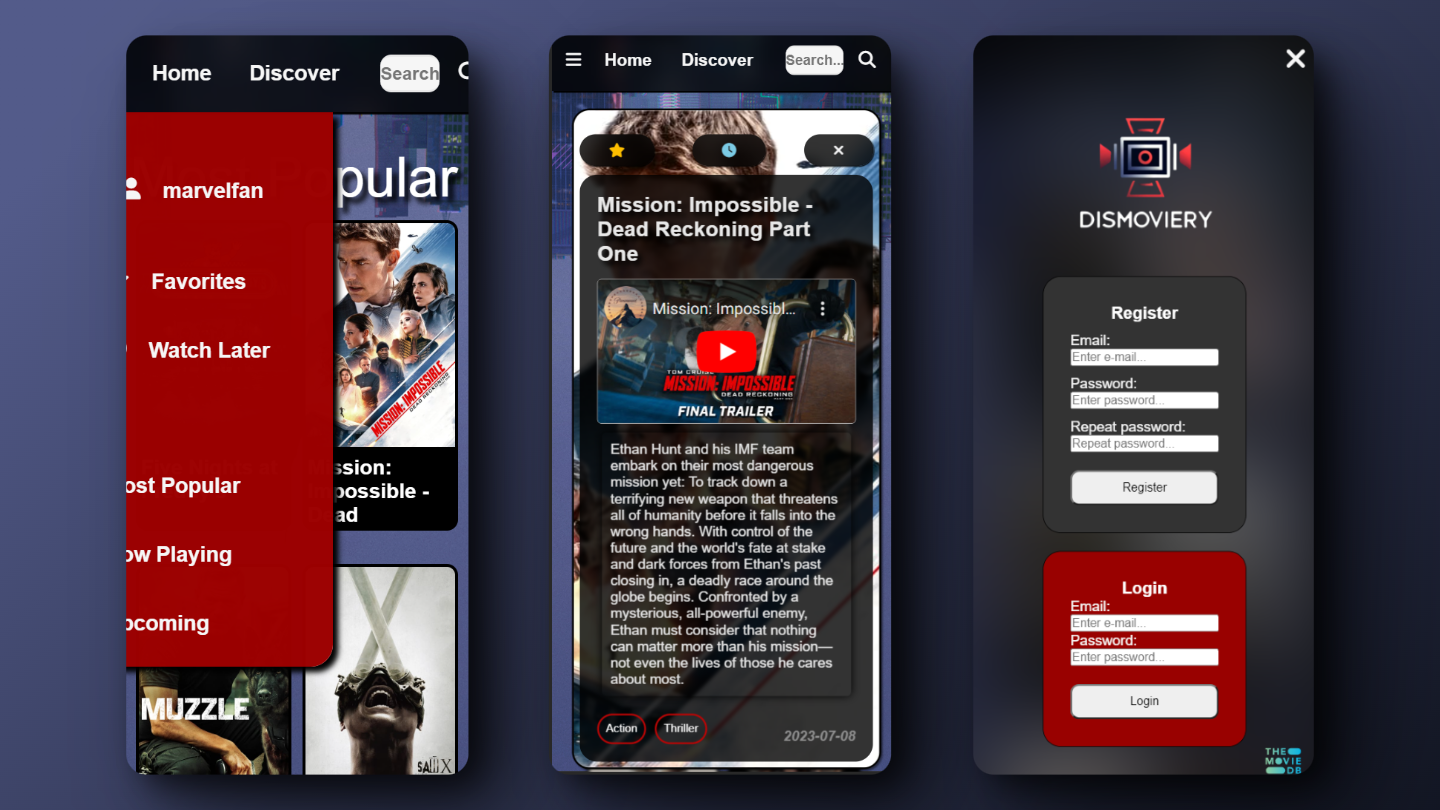 Home Discover Search
opular
marvelfan
Favorites
Watch Later
ost Popular
ow Playing
pcoming
MISSION: IMPOSSIBLE
DEAD RECKONING
Mission:
Impossible -
Dead
MUZZLE
SAW X
Home Discover Search...
Mission: Impossible -
Dead Reckoning Part
One
Mission: Impossibl...
TOM CRUISE
MISSION: IMPOSSIBLE
DEAD RECKONING
FINAL TRAILER
Ethan Hunt and his IMF team
embark on their most dangerous
mission yet: To track down a
terrifying new weapon that threatens
all of humanity before it falls into the
wrong hands. With control of the
future and the world's fate at stake
and dark forces from Ethan's past
closing in, a deadly race around the
globe begins. Confronted by a
mysterious, all-powerful enemy,
Ethan must consider that nothing
can matter more than his mission—
not even the lives of those he cares
about most.
Action Thriller
2023-07-08
DISMOVIERY
Register
Email:
Enter e-mail...
Password:
Enter password...
Repeat password:
Repeat password...
Register
Login
Email:
Enter e-mail...
Password:
Enter password...
Login
THE
MOVIE
DB